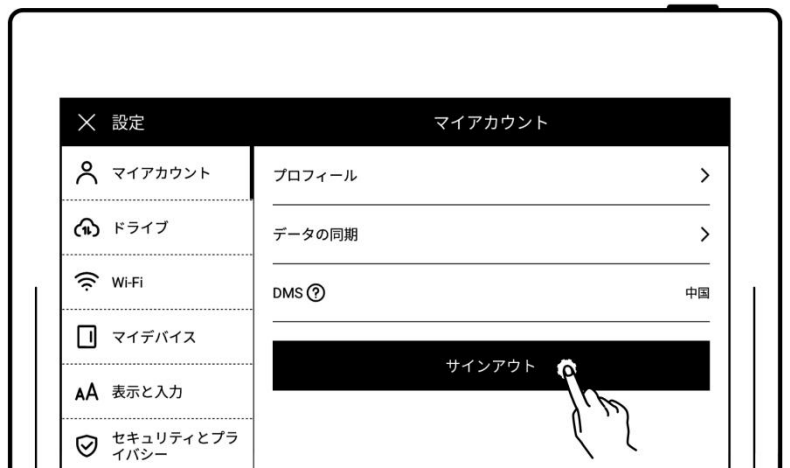 設定
マイアカウント
マイアカウント
ドライブ
Wi-Fi
マイデバイス
AA 表示と入力
セキュリティとプラ
イバシー
プロフィール
データの同期
DMS ? 中国
サインアウト